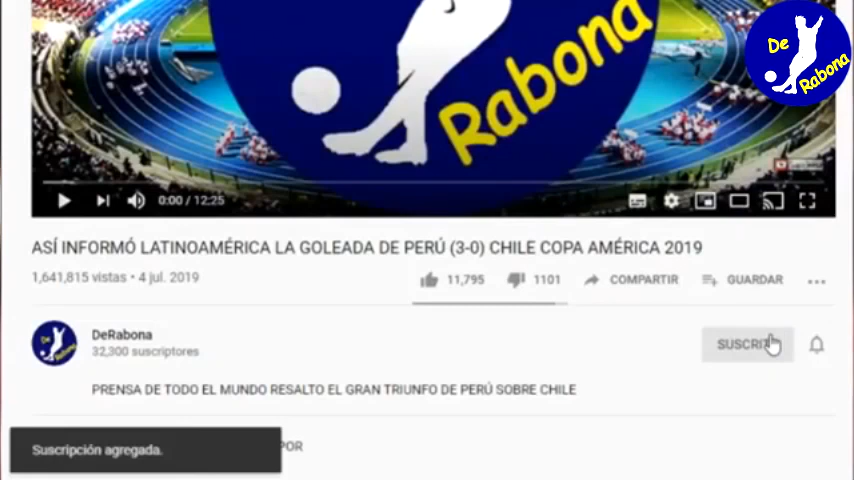 De
Rabona
Rabona
0:00 / 12:25
ASÍ INFORMÓ LATINOAMÉRICA LA GOLEADA DE PERÚ (3-0) CHILE COPA AMÉRICA 2019
1,641,815 vistas • 4 jul. 2019
11,795
1101
COMPARTIR
GUARDAR
De
Rabona
DeRabona
32,300 suscriptores
PRENSA DE TODO EL MUNDO RESALTO EL GRAN TRIUNFO DE PERÚ SOBRE CHILE
Suscripción agregada.
POR